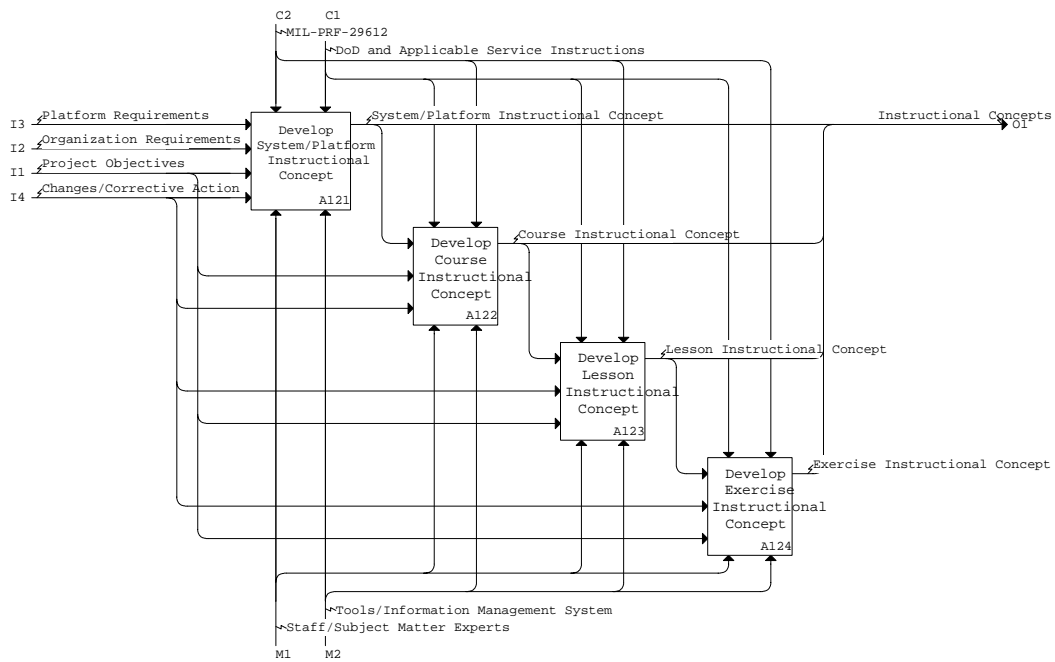 C2 C1
MIL-PRF-29612
DoD and Applicable Service Instructions
I3 Platform Requirements
I2 Organization Requirements
I1 Project Objectives
I4 Changes/Corrective Action
Develop
System/Platform
Instructional
Concept
A121
System/Platform Instructional Concept
Instructional Concepts
O1
Develop
Course
Instructional
Concept
A122
Course Instructional Concept
Develop
Lesson
Instructional
Concept
A123
Lesson Instructional Concept
Develop
Exercise
Instructional
Concept
A124
Exercise Instructional Concept
Tools/Information Management System
Staff/Subject Matter Experts
M1 M2